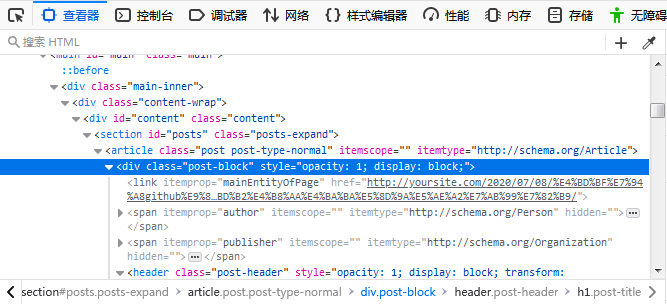 查看器 控制台 调试器 网络 样式编辑器 性能 内存 存储 无障碍
搜索 HTML
<main id="main" class="main">
::before
<div class="main-inner">
<div class="content-wrap">
<div id="content" class="content">
<section id="posts" class="posts-expand">
<article class="post post-type-normal" itemscope="" itemtype="http://schema.org/Article">
<div class="post-block" style="opacity: 1; display: block;">
<link itemprop="mainEntityOfPage" href="http://yoursite.com/2020/07/08/%E4%BD%BF%E7%94
%A8github%E9%8…BD%B2%E4%B8%AA%E4%BA%BA%E5%8D%9A%E5%AE%A2%E7%AB%99%E7%82%B9/">
<span itemprop="author" itemscope="" itemtype="http://schema.org/Person" hidden="">
</span>
<span itemprop="publisher" itemscope="" itemtype="http://schema.org/Organization"
hidden=""> </span>
<header class="post-header" style="opacity: 1; display: block; transform:
section#posts.posts-expand article.post.post-type-normal div.post-block header.post-header h1.post-title